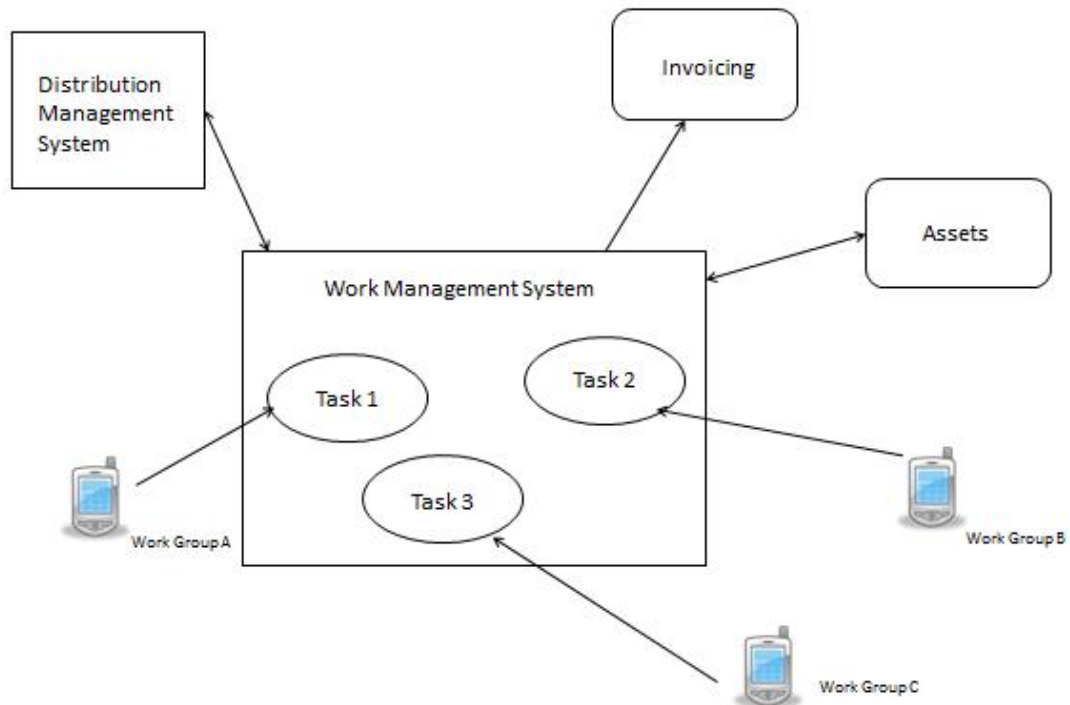 Invoicing
Distribution
Management
System
Assets
Work Management System
Task 1
Task 2
Task 3
Work Group A
Work Group B
Work Group C